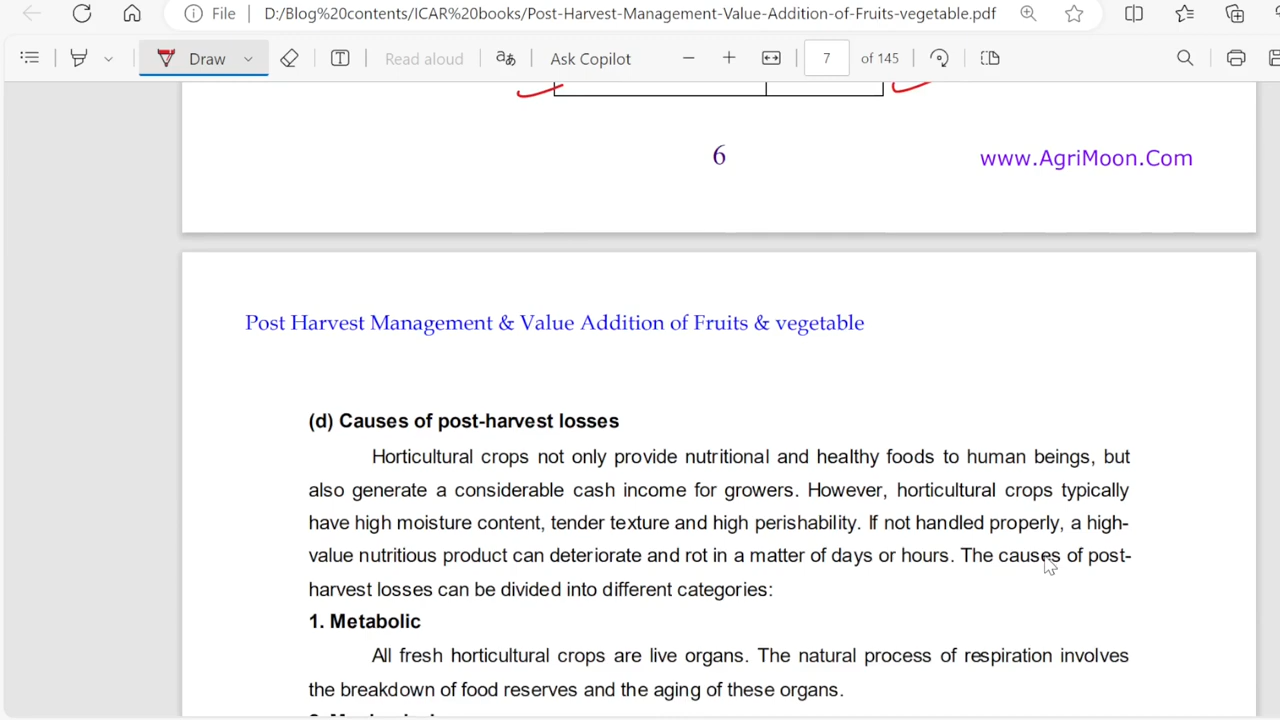 File
D:/Blog%20contents/ICAR%20books/Post-Harvest-Management-Value-Addition-of-Fruits-vegetable.pdf
Draw
Read aloud
aあ
Ask Copilot
7
of 145
6
www.AgriMoon.Com
Post Harvest Management & Value Addition of Fruits & vegetable
(d) Causes of post-harvest losses
Horticultural crops not only provide nutritional and healthy foods to human beings, but
also generate a considerable cash income for growers. However, horticultural crops typically
have high moisture content, tender texture and high perishability. If not handled properly, a high-
value nutritious product can deteriorate and rot in a matter of days or hours. The causes of post-
harvest losses can be divided into different categories:
1. Metabolic
All fresh horticultural crops are live organs. The natural process of respiration involves
the breakdown of food reserves and the aging of these organs.